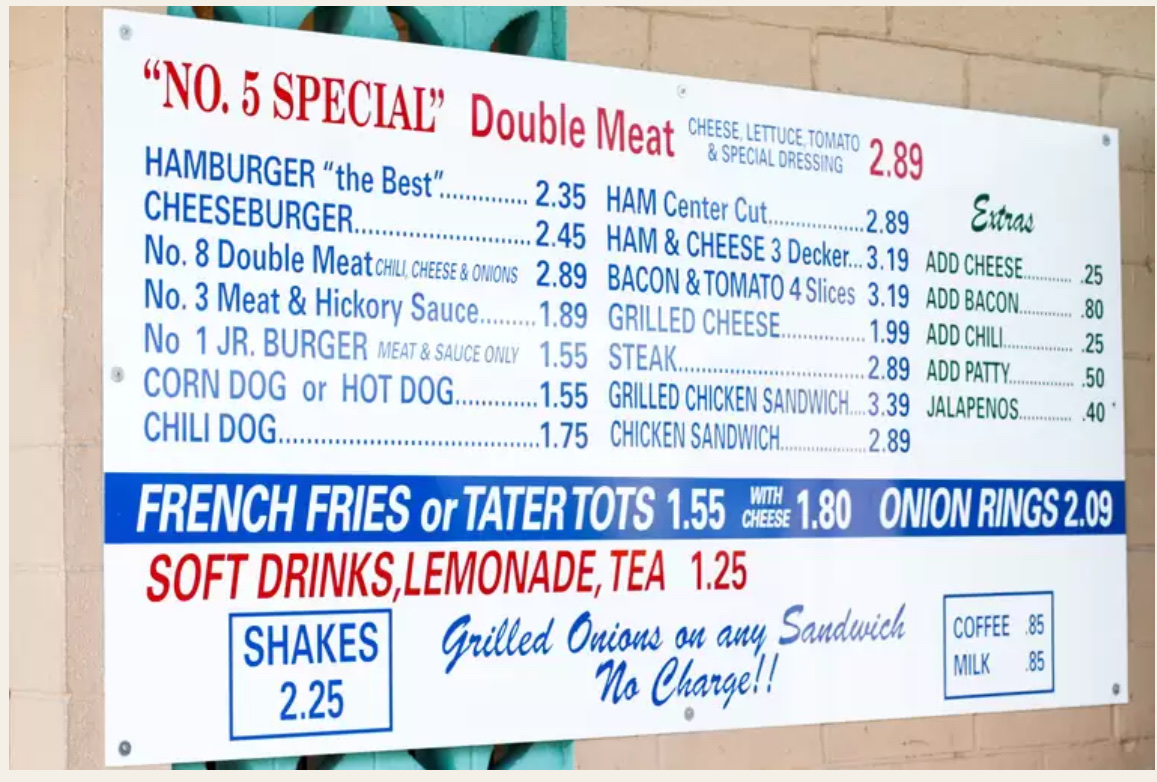 “NO. 5 SPECIAL” Double Meat CHEESE, LETTUCE, TOMATO & SPECIAL DRESSING 2.89
HAMBURGER “the Best”.............. 2.35
CHEESEBURGER............................. 2.45
No. 8 Double Meat CHILI, CHEESE & ONIONS 2.89
No. 3 Meat & Hickory Sauce.........1.89
No 1 JR. BURGER MEAT & SAUCE ONLY 1.55
CORN DOG or HOT DOG.............1.55
CHILI DOG..........................................1.75
HAM Center Cut.................2.89
HAM & CHEESE 3 Decker...3.19
BACON & TOMATO 4 Slices 3.19
GRILLED CHEESE...............1.99
STEAK.................................2.89
GRILLED CHICKEN SANDWICH....3.39
CHICKEN SANDWICH..................2.89
Extras
ADD CHEESE........... .25
ADD BACON............ .80
ADD CHILI............... .25
ADD PATTY.............. .50
JALAPENOS............ .40
FRENCH FRIES or TATER TOTS 1.55 WITH CHEESE 1.80 ONION RINGS 2.09
SOFT DRINKS, LEMONADE, TEA 1.25
SHAKES
2.25
Grilled Onions on any Sandwich
No Charge!!
COFFEE .85
MILK .85